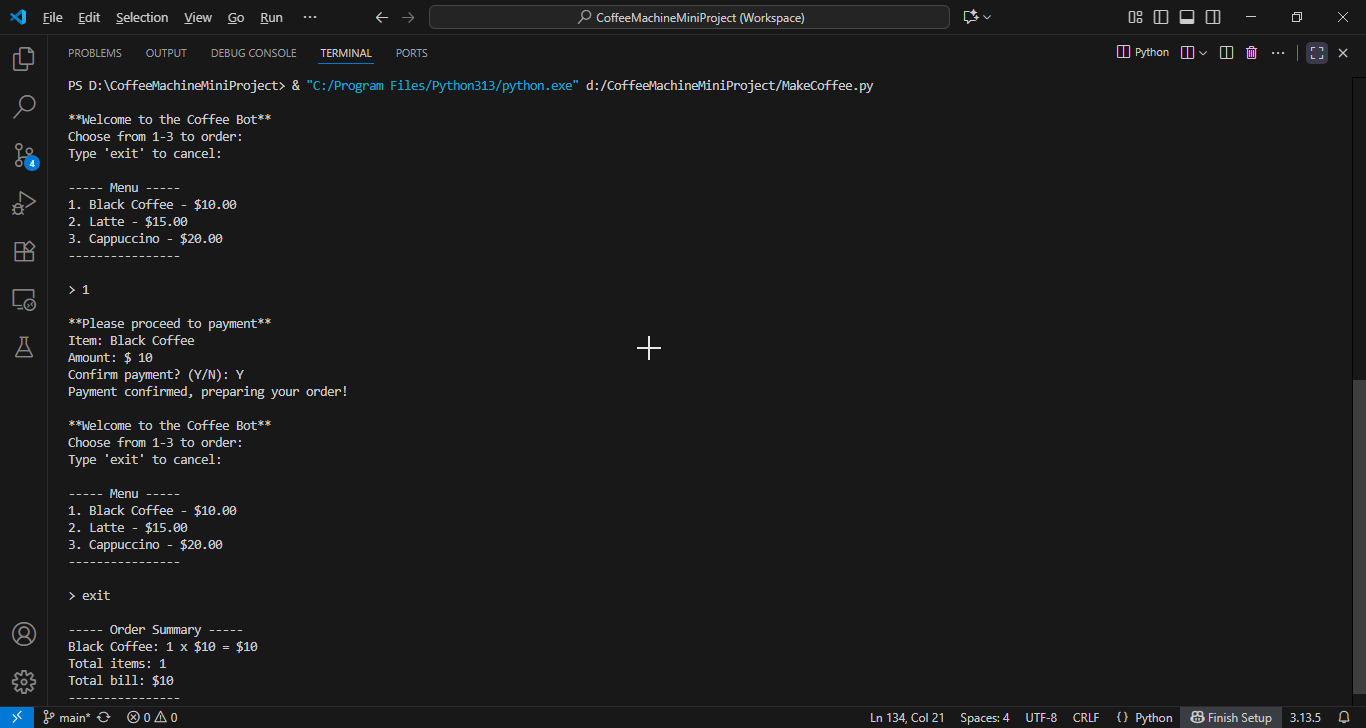 File Edit Selection View Go Run ··· CoffeeMachineMiniProject (Workspace)
PROBLEMS OUTPUT DEBUG CONSOLE TERMINAL PORTS Python
PS D:\CoffeeMachineMiniProject> & "C:/Program Files/Python313/python.exe" d:/CoffeeMachineMiniProject/MakeCoffee.py
**Welcome to the Coffee Bot**
Choose from 1-3 to order:
Type 'exit' to cancel:
----- Menu -----
1. Black Coffee - $10.00
2. Latte - $15.00
3. Cappuccino - $20.00
----------------
> 1
**Please proceed to payment**
Item: Black Coffee
Amount: $ 10
Confirm payment? (Y/N): Y
Payment confirmed, preparing your order!
**Welcome to the Coffee Bot**
Choose from 1-3 to order:
Type 'exit' to cancel:
----- Menu -----
1. Black Coffee - $10.00
2. Latte - $15.00
3. Cappuccino - $20.00
----------------
> exit
----- Order Summary -----
Black Coffee: 1 x $10 = $10
Total items: 1
Total bill: $10
----------------
4
main* 0 0 Ln 134, Col 21 Spaces: 4 UTF-8 CRLF {} Python Finish Setup 3.13.5